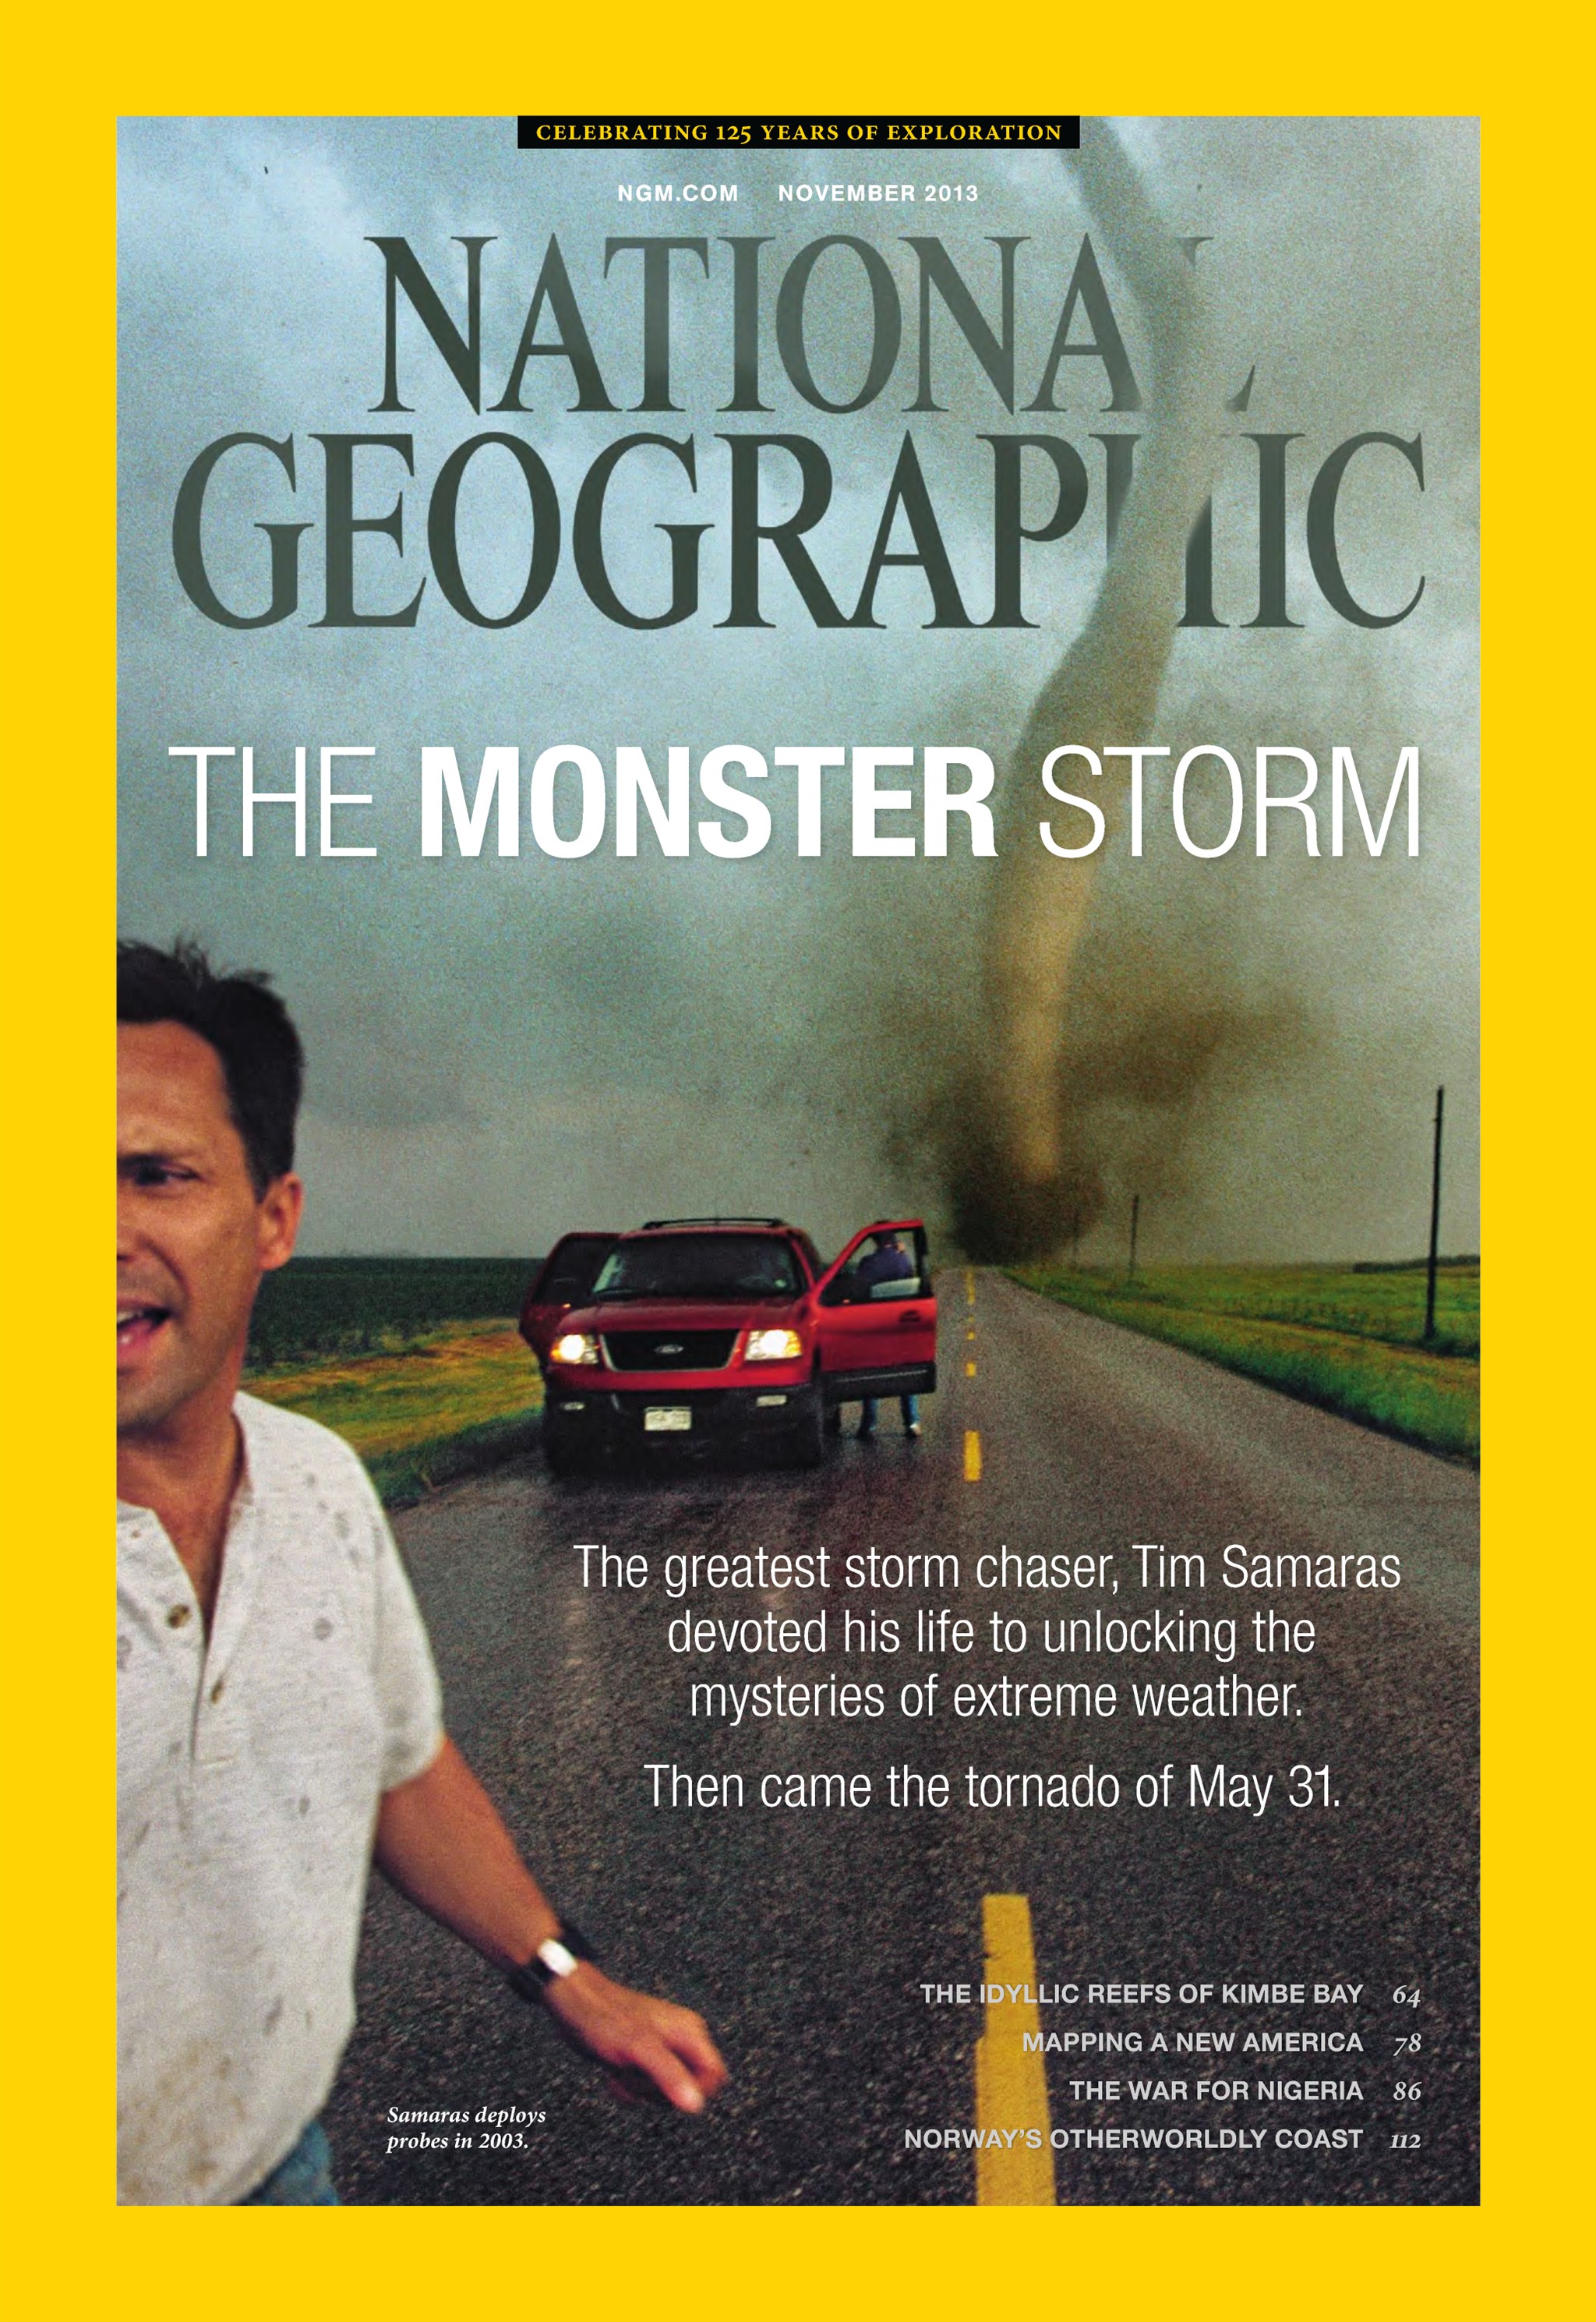 CELEBRATING 125 YEARS OF EXPLORATION
NGM.COM NOVEMBER 2013
NATIONAL
GEOGRAPHIC
THE MONSTER STORM
The greatest storm chaser, Tim Samaras
devoted his life to unlocking the
mysteries of extreme weather.
Then came the tornado of May 31.
THE IDYLLIC REEFS OF KIMBE BAY 64
MAPPING A NEW AMERICA 78
THE WAR FOR NIGERIA 86
NORWAY'S OTHERWORLDLY COAST 112
Samaras deploys
probes in 2003.